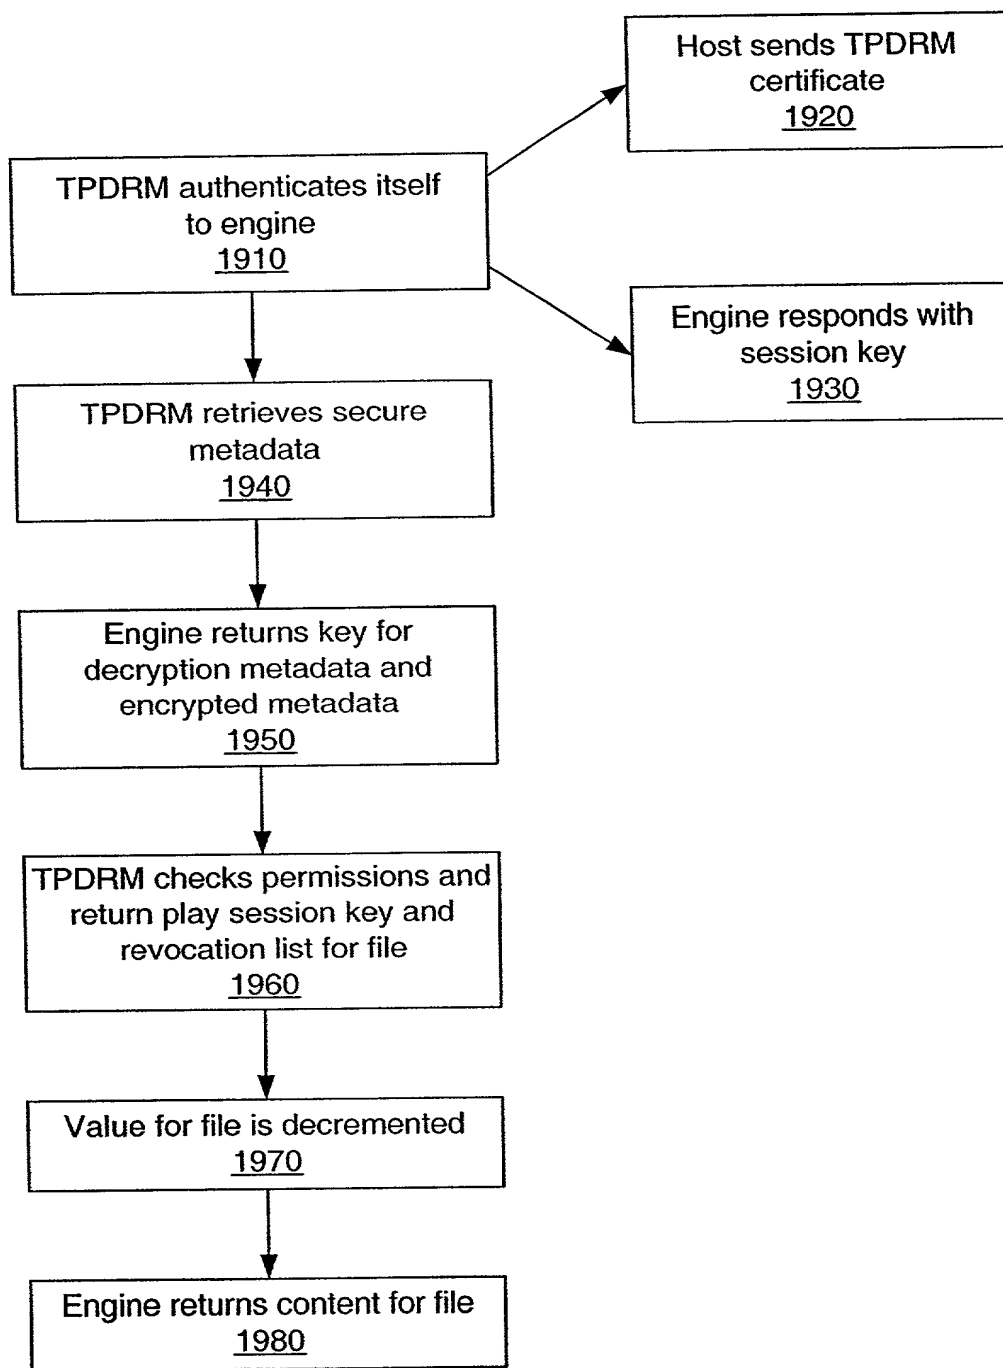 Host sends TPDRM
certificate
1920
TPDRM authenticates itself
to engine
1910
Engine responds with
session key
1930
TPDRM retrieves secure
metadata
1940
Engine returns key for
decryption metadata and
encrypted metadata
1950
TPDRM checks permissions and
return play session key and
revocation list for file
1960
Value for file is decremented
1970
Engine returns content for file
1980